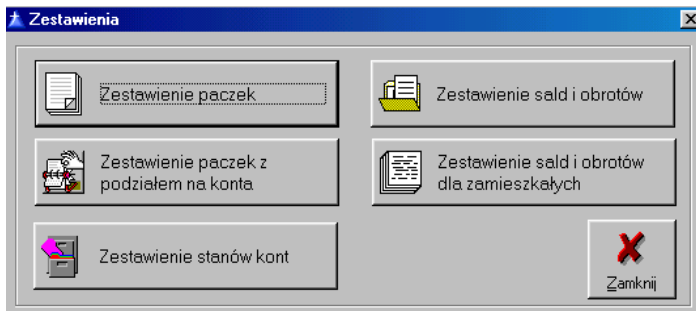 Zestawienia
Zestawienie paczek
Zestawienie sald i obrotów
Zestawienie paczek z
podziałem na konta
Zestawienie sald i obrotów
dla zamieszkałych
Zestawienie stanów kont
Zamknij